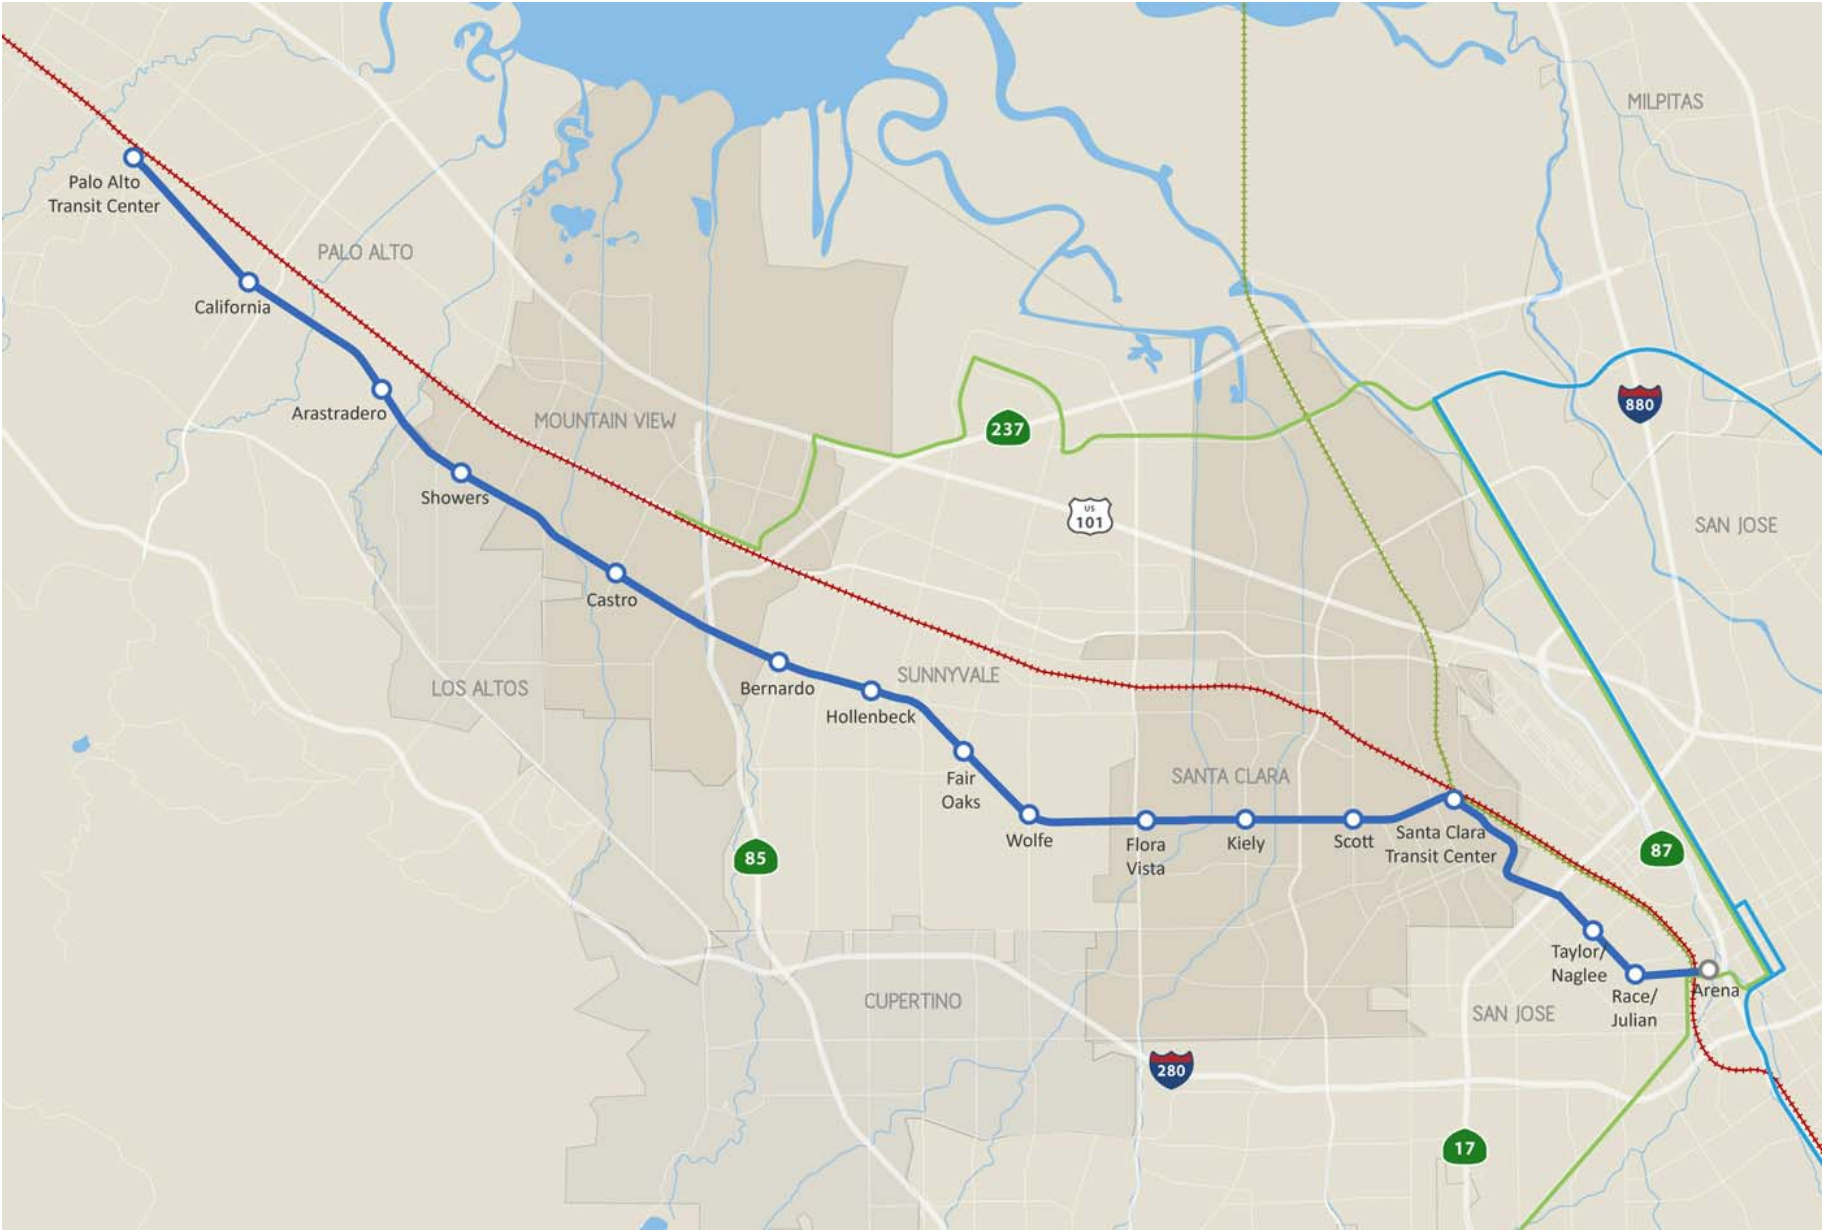 MILPITAS
Palo Alto
Transit Center
PALO ALTO
California
880
Arastradero
MOUNTAIN VIEW
237
Showers
US
101
SAN JOSE
Castro
SUNNYVALE
Bernardo
LOS ALTOS
Hollenbeck
Fair
Oaks
SANTA CLARA
Wolfe
Flora
Vista
Kiely
Scott
Santa Clara
Transit Center
85
87
Taylor/
Naglee
Race/
Julian
Arena
CUPERTINO
SAN JOSE
280
17